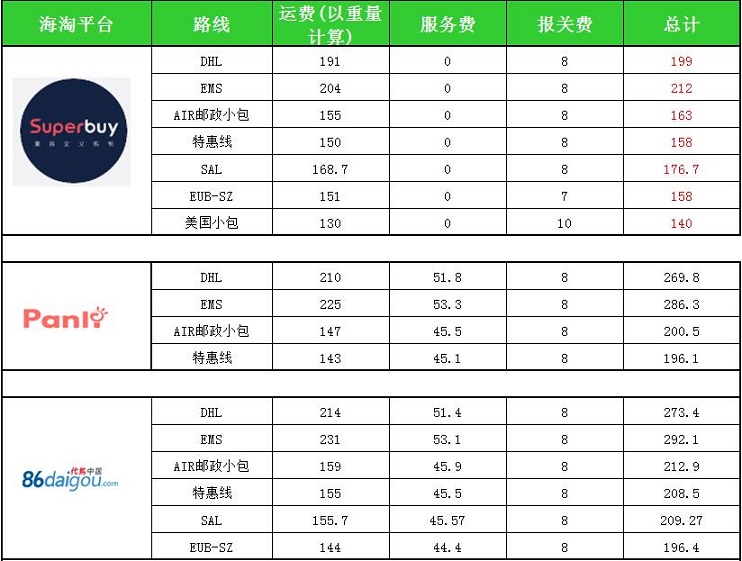 海淘平台 路线 运费(以重量计算) 服务费 报关费 总计
Superbuy
DHL 191 0 8 199
EMS 204 0 8 212
AIR邮政小包 155 0 8 163
特惠线 150 0 8 158
SAL 168.7 0 8 176.7
EUB-SZ 151 0 7 158
美国小包 130 0 10 140
Panli
DHL 210 51.8 8 269.8
EMS 225 53.3 8 286.3
AIR邮政小包 147 45.5 8 200.5
特惠线 143 45.1 8 196.1
代购中国
86daigou.com
DHL 214 51.4 8 273.4
EMS 231 53.1 8 292.1
AIR邮政小包 159 45.9 8 212.9
特惠线 155 45.5 8 208.5
SAL 155.7 45.57 8 209.27
EUB-SZ 144 44.4 8 196.4